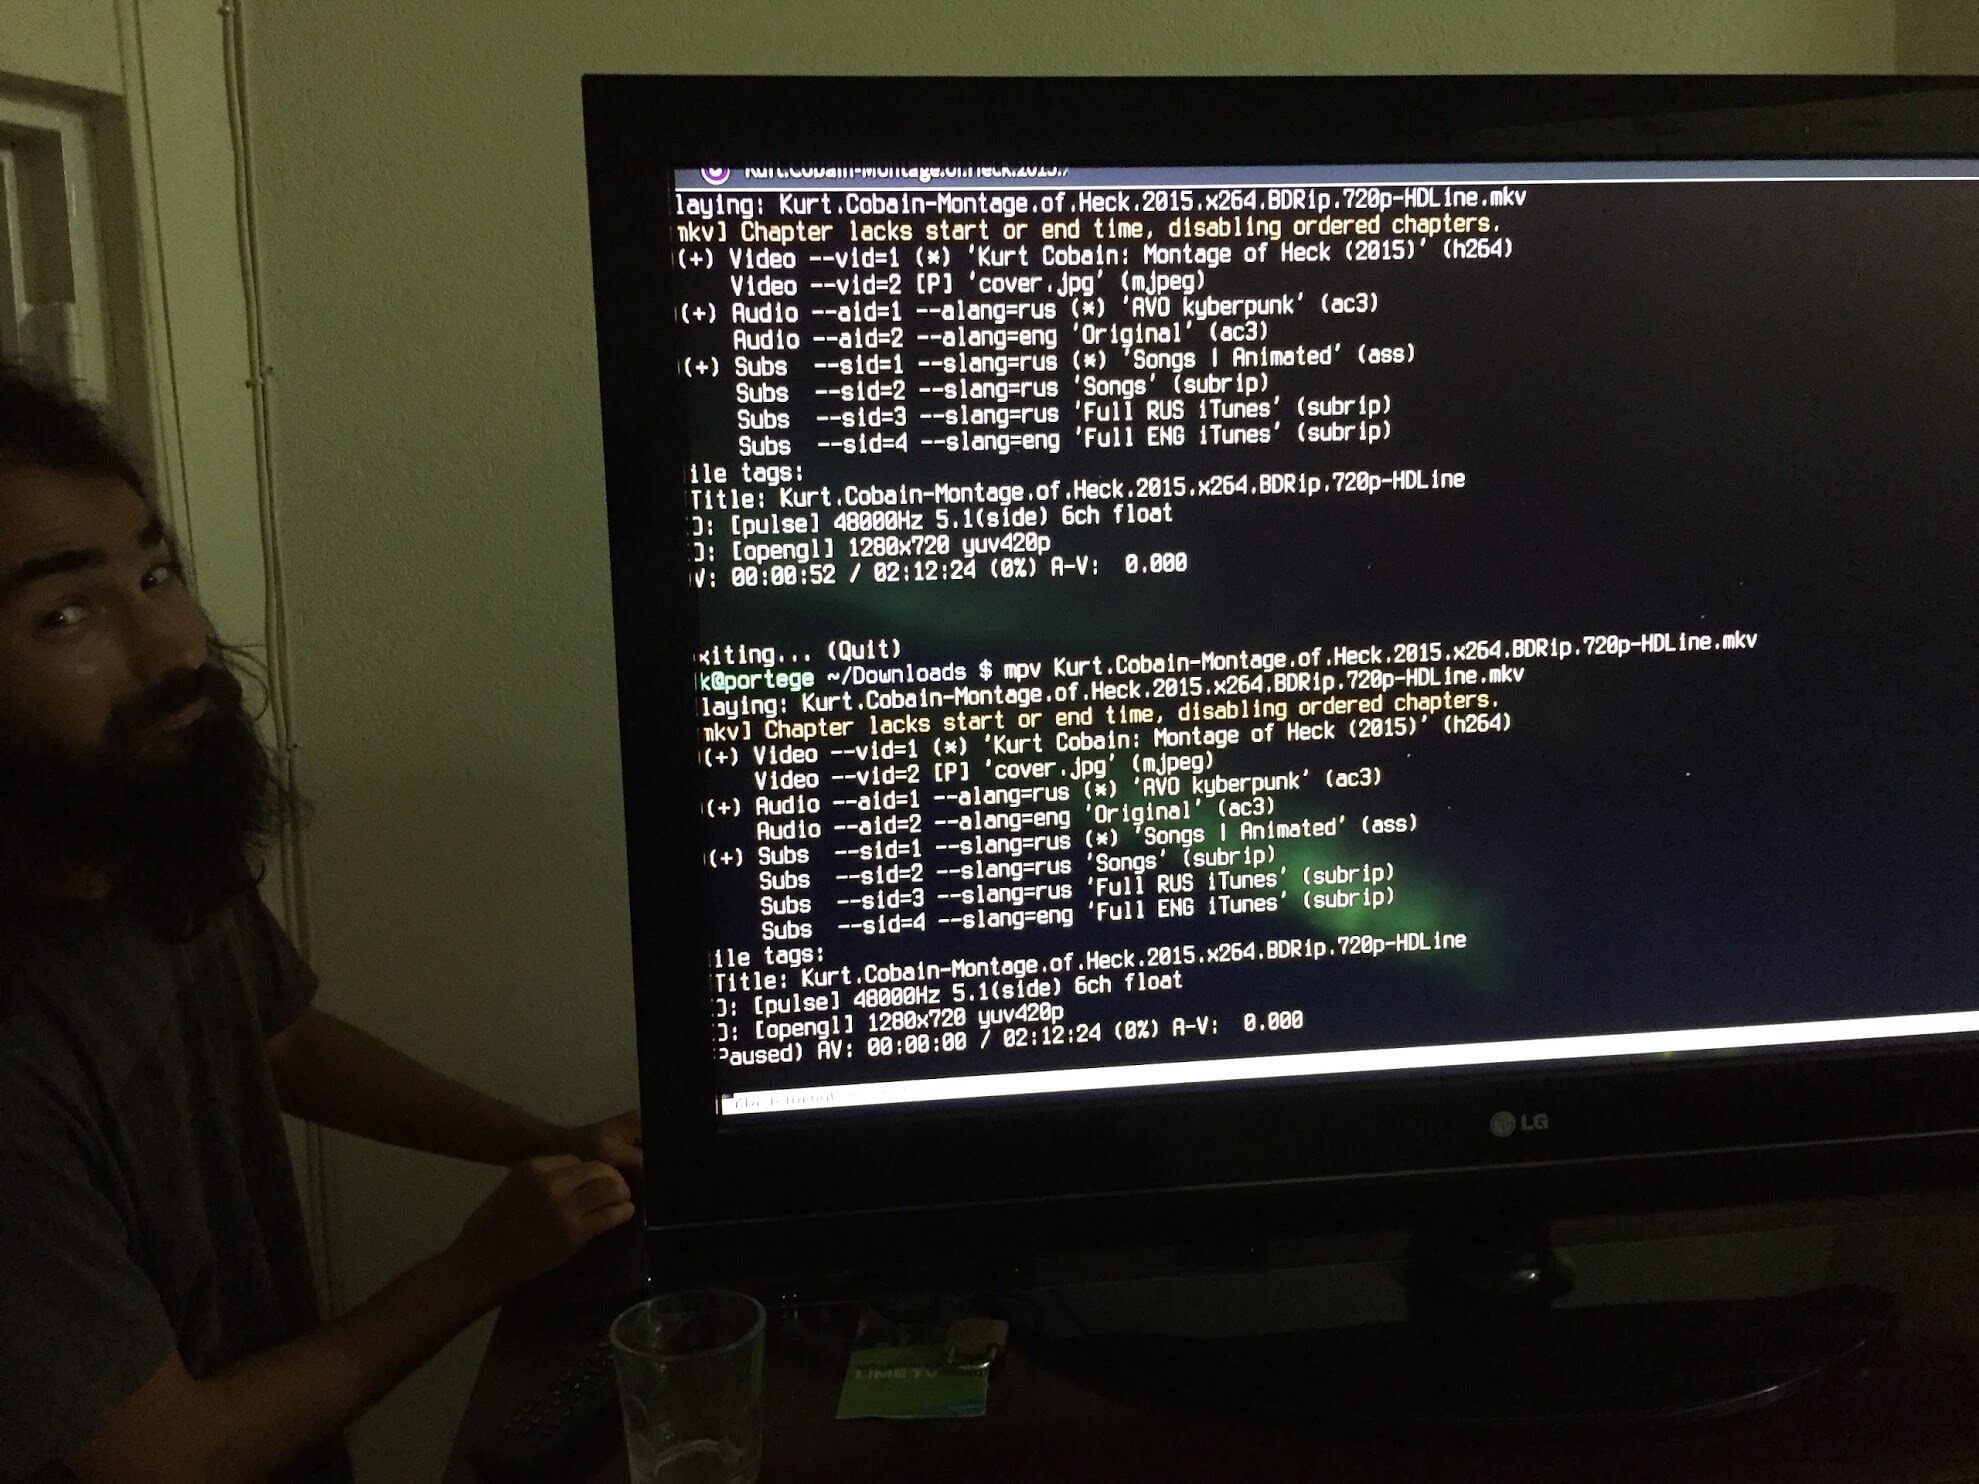 Kurt.Cobain-Montage.of.Heck.2015.
laying: Kurt.Cobain-Montage.of.Heck.2015.x264.BDRip.720p-HDLine.mkv
mkv] Chapter lacks start or end time, disabling ordered chapters.
(+) Video --vid=1 (*) 'Kurt Cobain: Montage of Heck (2015)' (h264)
Video --vid=2 [P] 'cover.jpg' (mjpeg)
(+) Audio --aid=1 --alang=rus (*) 'AVO kyberpunk' (ac3)
Audio --aid=2 --alang=eng 'Original' (ac3)
(+) Subs --sid=1 --slang=rus (*) 'Songs | Animated' (ass)
Subs --sid=2 --slang=rus 'Songs' (subrip)
Subs --sid=3 --slang=rus 'Full RUS iTunes' (subrip)
Subs --sid=4 --slang=eng 'Full ENG iTunes' (subrip)
ile tags:
Title: Kurt.Cobain-Montage.of.Heck.2015.x264.BDRip.720p-HDLine
O: [pulse] 48000Hz 5.1(side) 6ch float
O: [opengl] 1280x720 yuv420p
V: 00:00:52 / 02:12:24 (0%) A-V: 0.000
xiting... (Quit)
k@portege ~/Downloads $ mpv Kurt.Cobain-Montage.of.Heck.2015.x264.BDRip.720p-HDLine.mkv
laying: Kurt.Cobain-Montage.of.Heck.2015.x264.BDRip.720p-HDLine.mkv
mkv] Chapter lacks start or end time, disabling ordered chapters.
(+) Video --vid=1 (*) 'Kurt Cobain: Montage of Heck (2015)' (h264)
Video --vid=2 [P] 'cover.jpg' (mjpeg)
(+) Audio --aid=1 --alang=rus (*) 'AVO kyberpunk' (ac3)
Audio --aid=2 --alang=eng 'Original' (ac3)
(+) Subs --sid=1 --slang=rus (*) 'Songs | Animated' (ass)
Subs --sid=2 --slang=rus 'Songs' (subrip)
Subs --sid=3 --slang=rus 'Full RUS iTunes' (subrip)
Subs --sid=4 --slang=eng 'Full ENG iTunes' (subrip)
ile tags:
Title: Kurt.Cobain-Montage.of.Heck.2015.x264.BDRip.720p-HDLine
O: [pulse] 48000Hz 5.1(side) 6ch float
O: [opengl] 1280x720 yuv420p
Paused) AV: 00:00:00 / 02:12:24 (0%) A-V: 0.000
LG
LIME TV